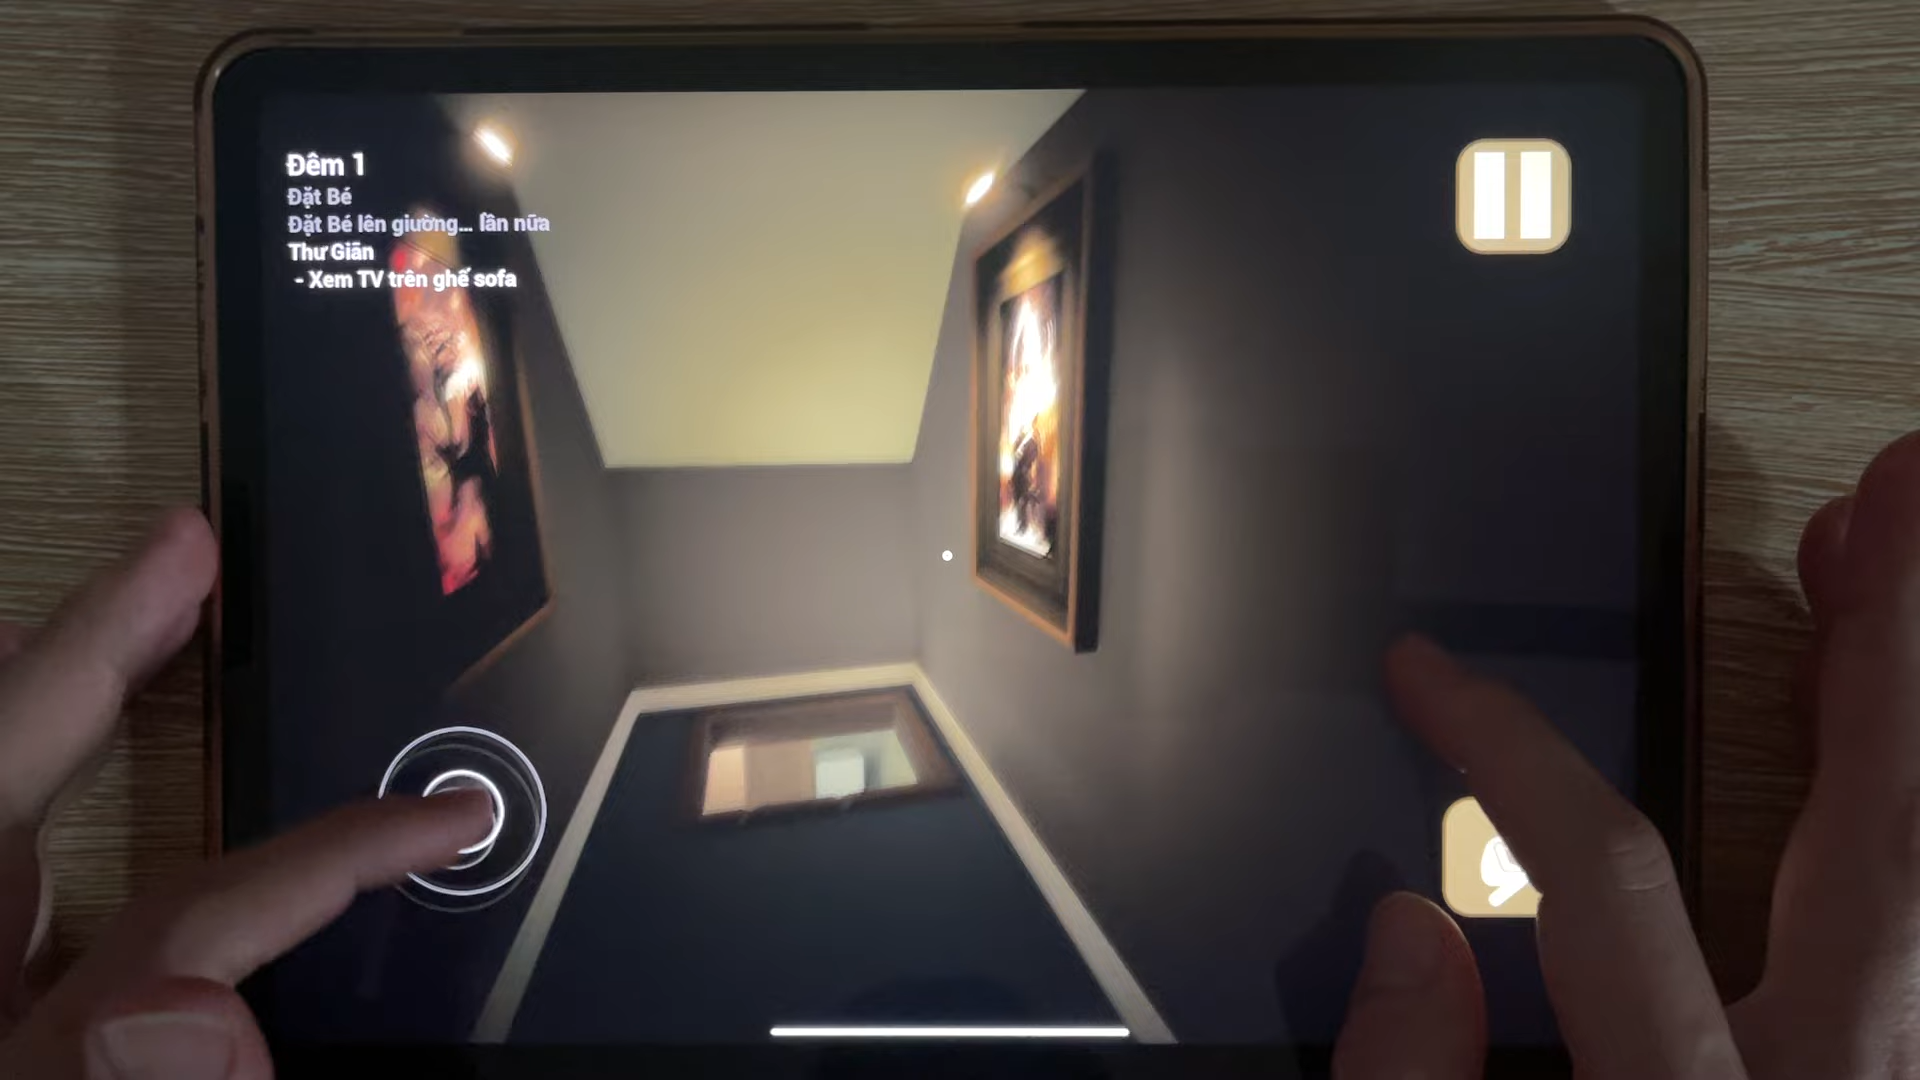 Đêm 1
Đặt Bé
Đặt Bé lên giường... lần nữa
Thư Giãn
- Xem TV trên ghế sofa